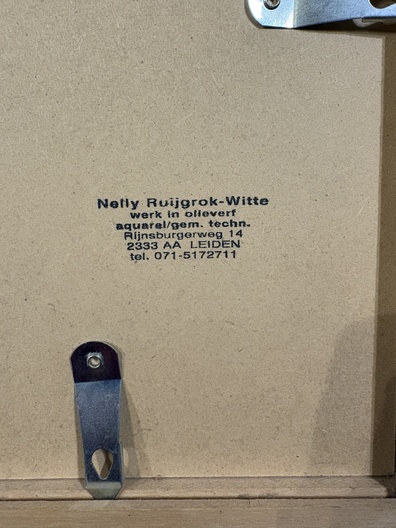 Nelly Ruijgrok-Witte
werk in olieverf
aquarel/gem. techn.
Rijnsburgerweg 14
2333 AA LEIDEN
tel. 071-5172711